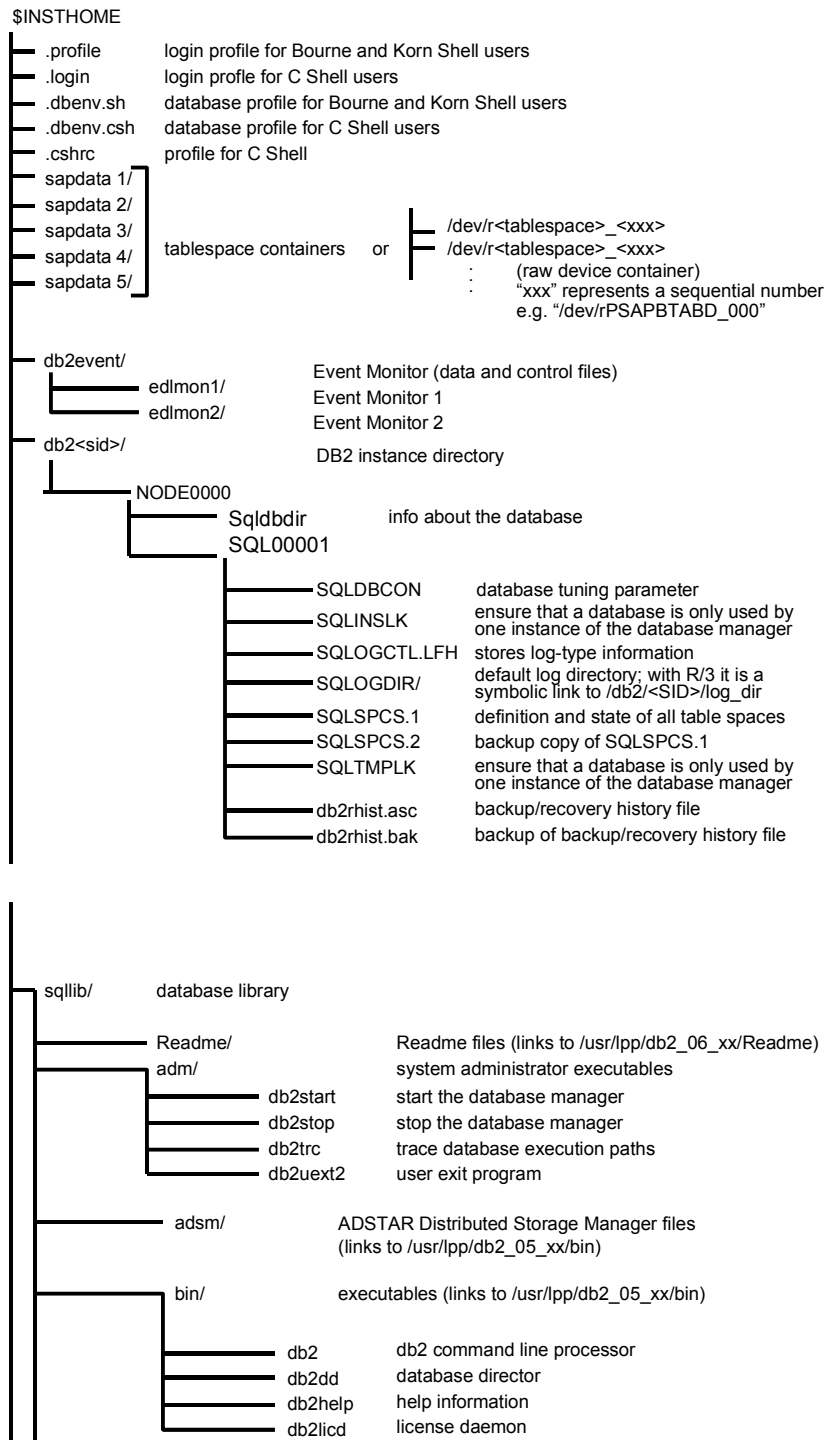 $INSTHOME
.profile login profile for Bourne and Korn Shell users
.login login profle for C Shell users
.dbenv.sh database profile for Bourne and Korn Shell users
.dbenv.csh database profile for C Shell users
.cshrc profile for C Shell
sapdata 1/
sapdata 2/
sapdata 3/
sapdata 4/
sapdata 5/
tablespace containers or
/dev/r<tablespace>_<xxx>
/dev/r<tablespace>_<xxx>
: (raw device container)
: "xxx" represents a sequential number
e.g. "/dev/rPSAPBTABD_000"
db2event/ Event Monitor (data and control files)
edlmon1/ Event Monitor 1
edlmon2/ Event Monitor 2
db2<sid>/ DB2 instance directory
NODE0000
Sqldbdir info about the database
SQL00001
SQLDBCON database tuning parameter
SQLINSLK ensure that a database is only used by
one instance of the database manager
SQLOGCTL.LFH stores log-type information
SQLOGDIR/ default log directory; with R/3 it is a
symbolic link to /db2/<SID>/log_dir
SQLSPCS.1 definition and state of all table spaces
SQLSPCS.2 backup copy of SQLSPCS.1
SQLTMPLK ensure that a database is only used by
one instance of the database manager
db2rhist.asc backup/recovery history file
db2rhist.bak backup of backup/recovery history file
sqllib/ database library
Readme/ Readme files (links to /usr/lpp/db2_06_xx/Readme)
adm/ system administrator executables
db2start start the database manager
db2stop stop the database manager
db2trc trace database execution paths
db2uext2 user exit program
adsm/ ADSTAR Distributed Storage Manager files
(links to /usr/lpp/db2_05_xx/bin)
bin/ executables (links to /usr/lpp/db2_05_xx/bin)
db2 db2 command line processor
db2dd database director
db2help help information
db2licd license daemon